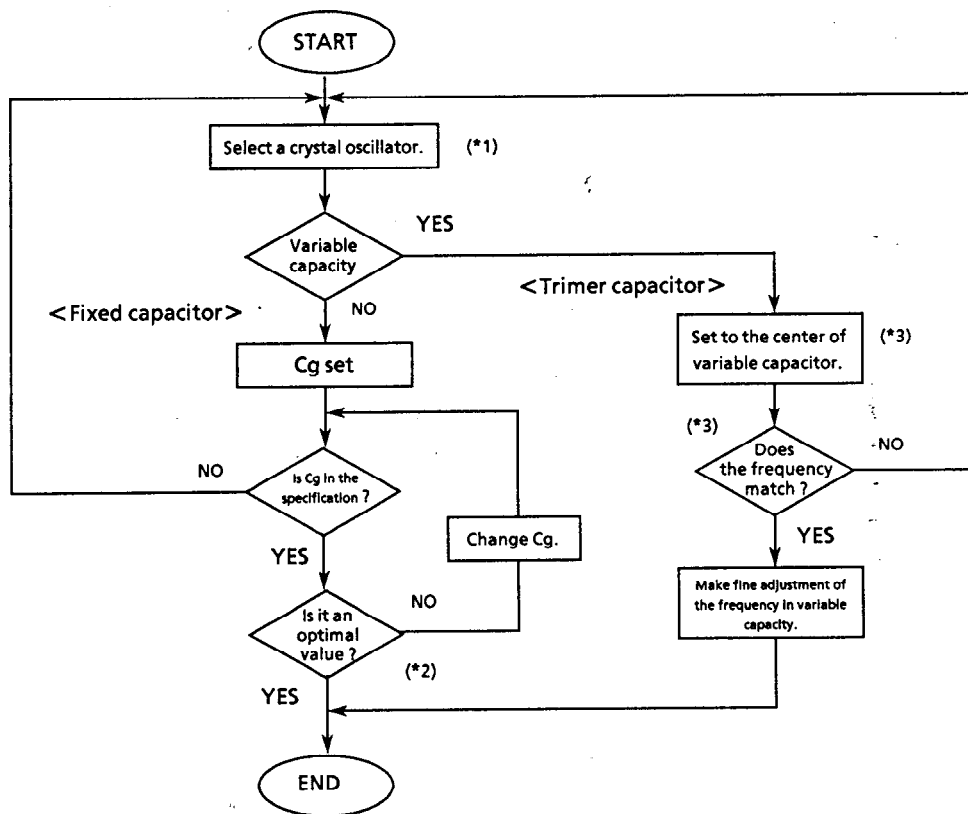 START
Select a crystal oscillator.
(*1)
Variable
capacity
YES
NO
<Fixed capacitor>
<Trimer capacitor>
Cg set
Set to the center of
variable capacitor.
(*3)
Is Cg in the
specification ?
NO
YES
Change Cg.
(*3)
Does
the frequency
match ?
NO
YES
Is it an
optimal
value ?
NO
(*2)
YES
Make fine adjustment of
the frequency in variable
capacity.
END